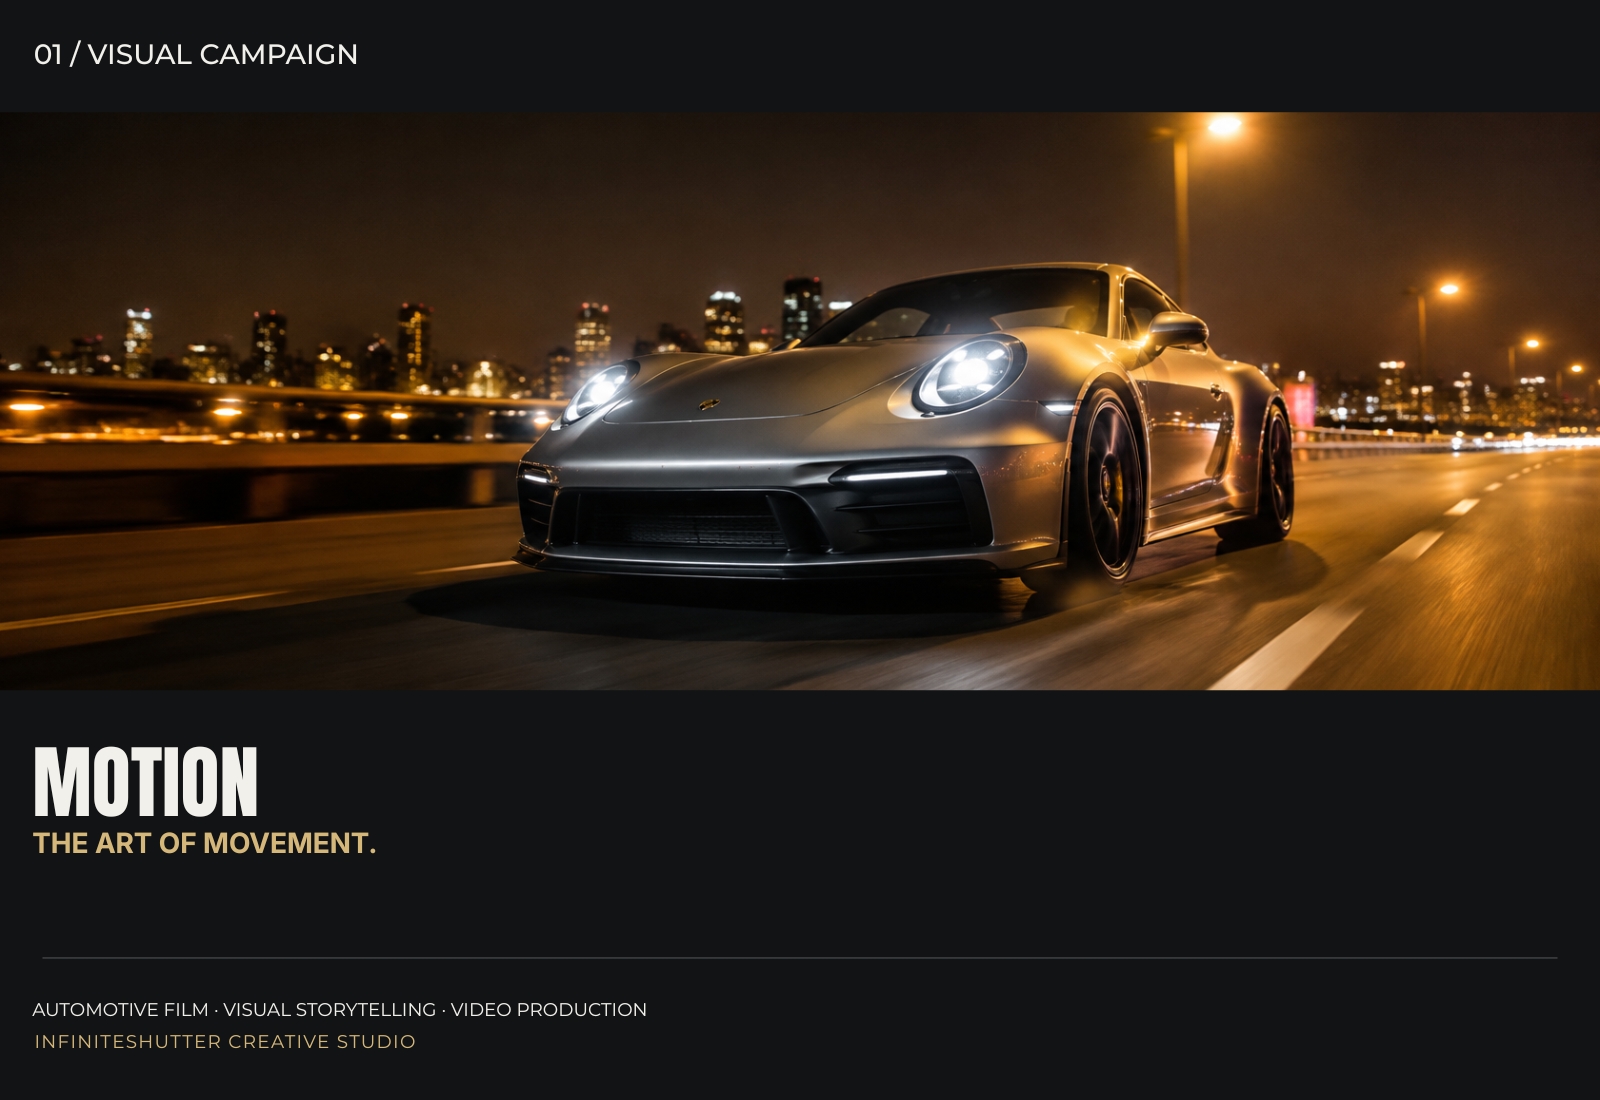 01 / VISUAL CAMPAIGN
MOTION
THE ART OF MOVEMENT.
AUTOMOTIVE FILM · VISUAL STORYTELLING · VIDEO PRODUCTION
INFINITESHUTTER CREATIVE STUDIO